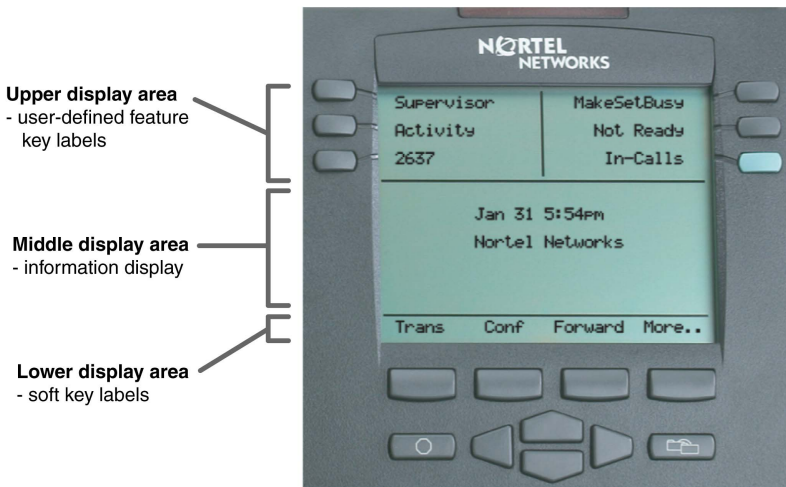 Upper display area
- user-defined feature
key labels
Middle display area
- information display
Lower display area
- soft key labels
NORTEL
NETWORKS
Supervisor MakeSetBusy
Activity Not Ready
2637 In-Calls
Jan 31 5:54pm
Nortel Networks
Trans Conf Forward More..